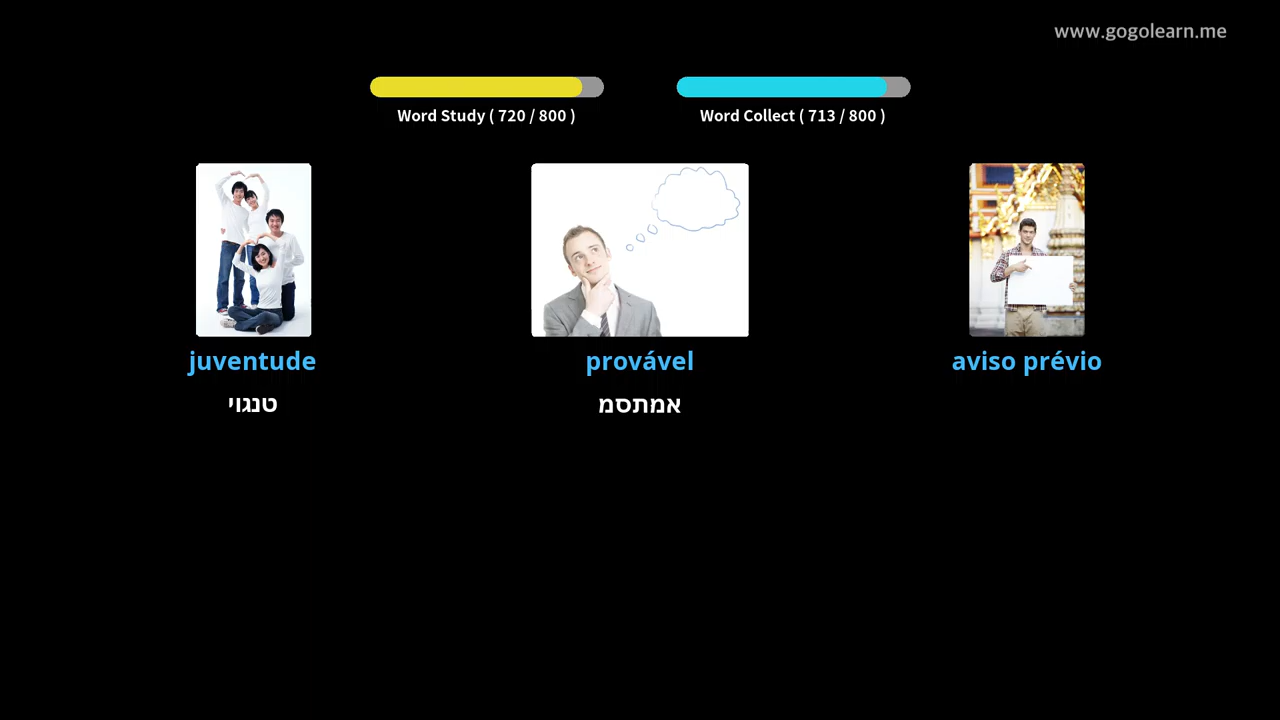 www.gogolearn.me
Word Study ( 720 / 800 )
Word Collect ( 713 / 800 )
juventude
provável
aviso prévio
טנגוי
אמתסמ